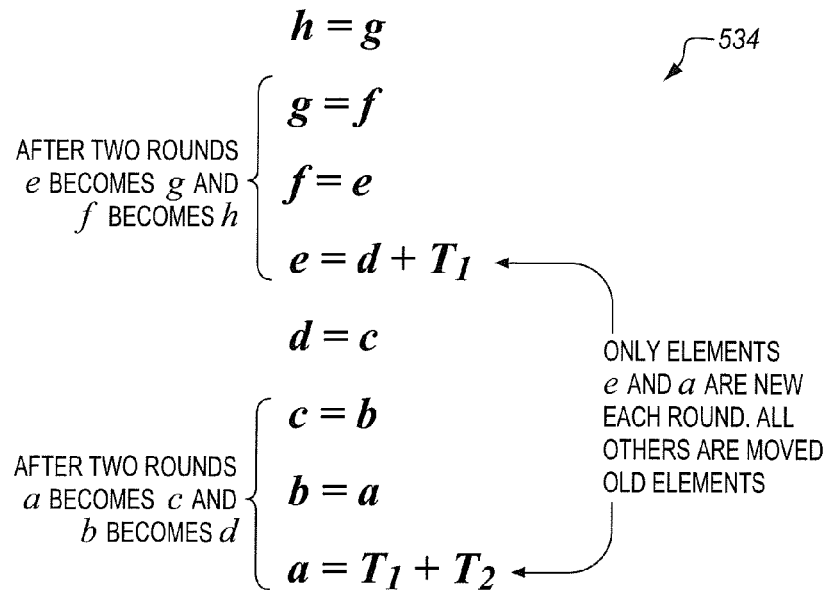 h = g
534
g = f
f = e
e = d + T1
AFTER TWO ROUNDS
e BECOMES g AND
f BECOMES h
d = c
c = b
b = a
a = T1 + T2
AFTER TWO ROUNDS
a BECOMES c AND
b BECOMES d
ONLY ELEMENTS
e AND a ARE NEW
EACH ROUND. ALL
OTHERS ARE MOVED
OLD ELEMENTS